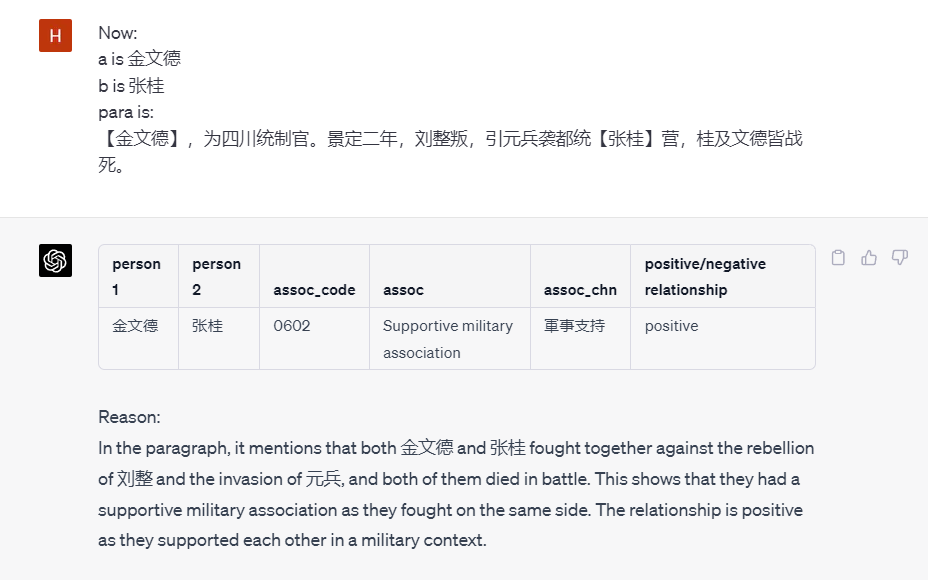 H
Now:
a is 金文德
b is 张桂
para is:
【金文德】，为四川统制官。景定二年，刘整叛，引元兵袭都统【张桂】营，桂及文德皆战
死。
person 1
person 2
assoc_code
assoc
assoc_chn
positive/negative relationship
金文德
张桂
0602
Supportive military association
軍事支持
positive
Reason:
In the paragraph, it mentions that both 金文德 and 张桂 fought together against the rebellion
of 刘整 and the invasion of 元兵, and both of them died in battle. This shows that they had a
supportive military association as they fought on the same side. The relationship is positive
as they supported each other in a military context.